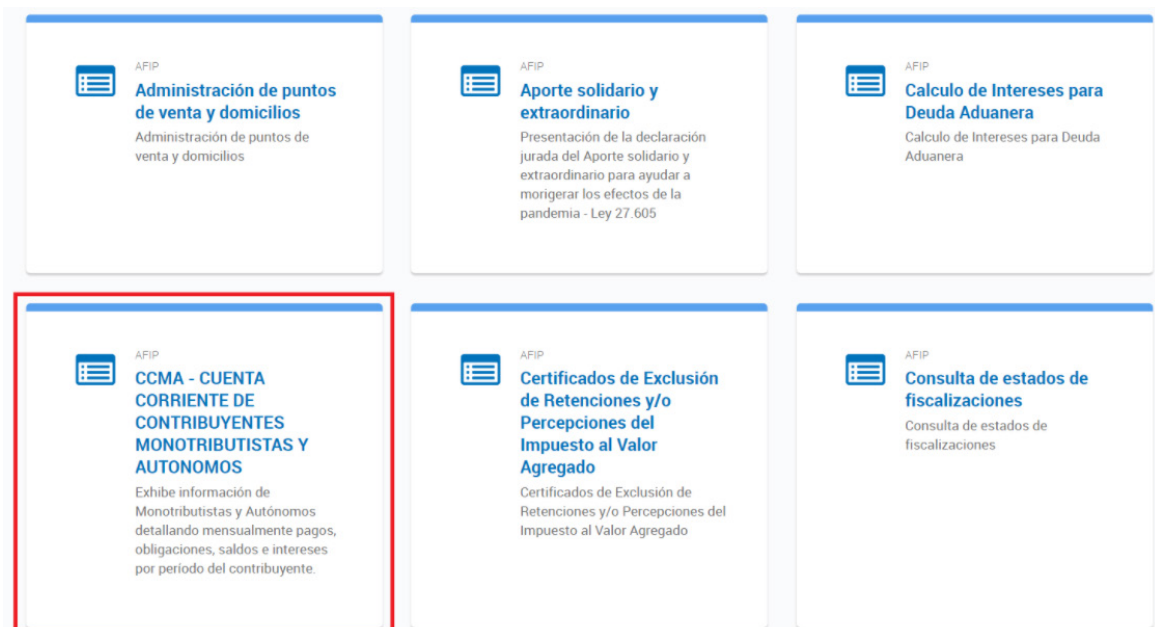 AFIP
Administración de puntos
de venta y domicilios
Administración de puntos de
venta y domicilios
AFIP
Aporte solidario y
extraordinario
Presentación de la declaración
jurada del Aporte solidario y
extraordinario para ayudar a
morigerar los efectos de la
pandemia - Ley 27.605
AFIP
Calculo de Intereses para
Deuda Aduanera
Calculo de Intereses para Deuda
Aduanera
AFIP
CCMA - CUENTA
CORRIENTE DE
CONTRIBUYENTES
MONOTRIBUTISTAS Y
AUTONOMOS
Exhibe información de
Monotributistas y Autónomos
detallando mensualmente pagos,
obligaciones, saldos e intereses
por período del contribuyente.
AFIP
Certificados de Exclusión
de Retenciones y/o
Percepciones del
Impuesto al Valor
Agregado
Certificados de Exclusión de
Retenciones y/o Percepciones del
Impuesto al Valor Agregado
AFIP
Consulta de estados de
fiscalizaciones
Consulta de estados de
fiscalizaciones